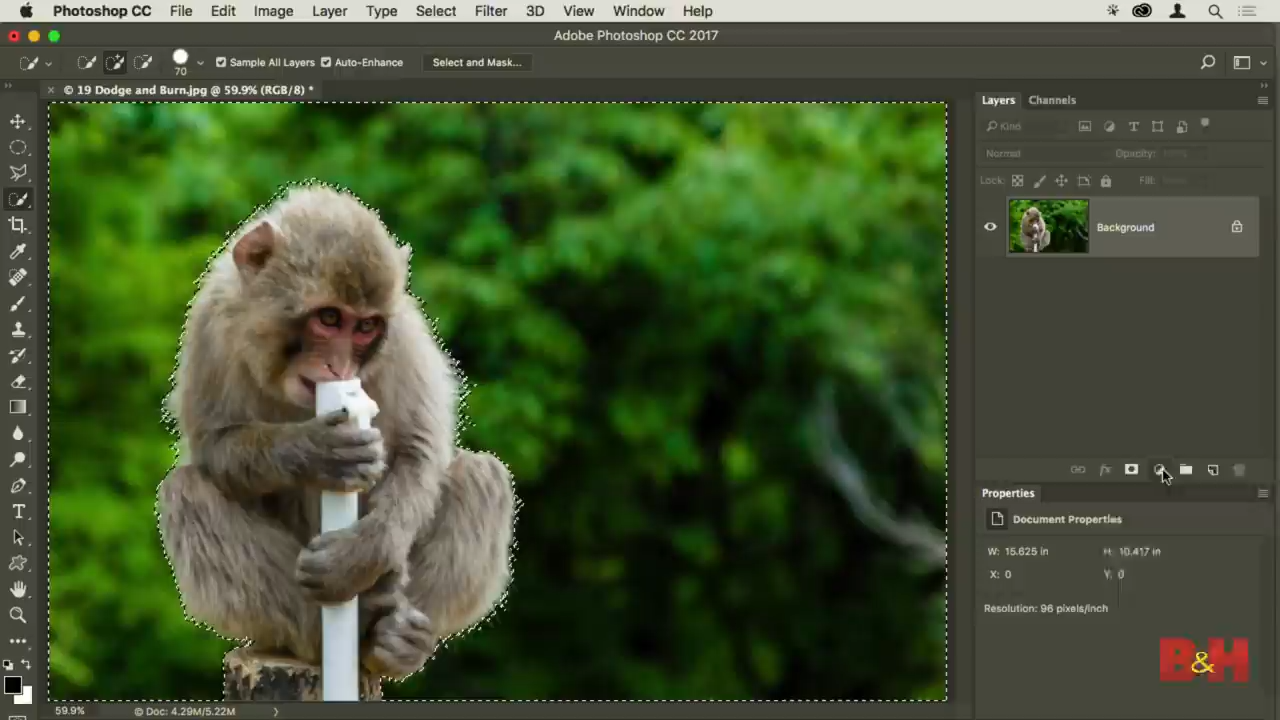 Photoshop CC File Edit Image Layer Type Select Filter 3D View Window Help
Adobe Photoshop CC 2017
70 Sample All Layers Auto-Enhance Select and Mask...
× © 19 Dodge and Burn.jpg @ 59.9% (RGB/8) *
Layers Channels
Kind
Normal Opacity:
Lock: Fill:
Background
fx
Properties
Document Properties
W: 15.625 in H: 10.417 in
X: 0 Y: 0
Resolution: 96 pixels/inch
B&H
59.9% © Doc: 4.29M/5.22M